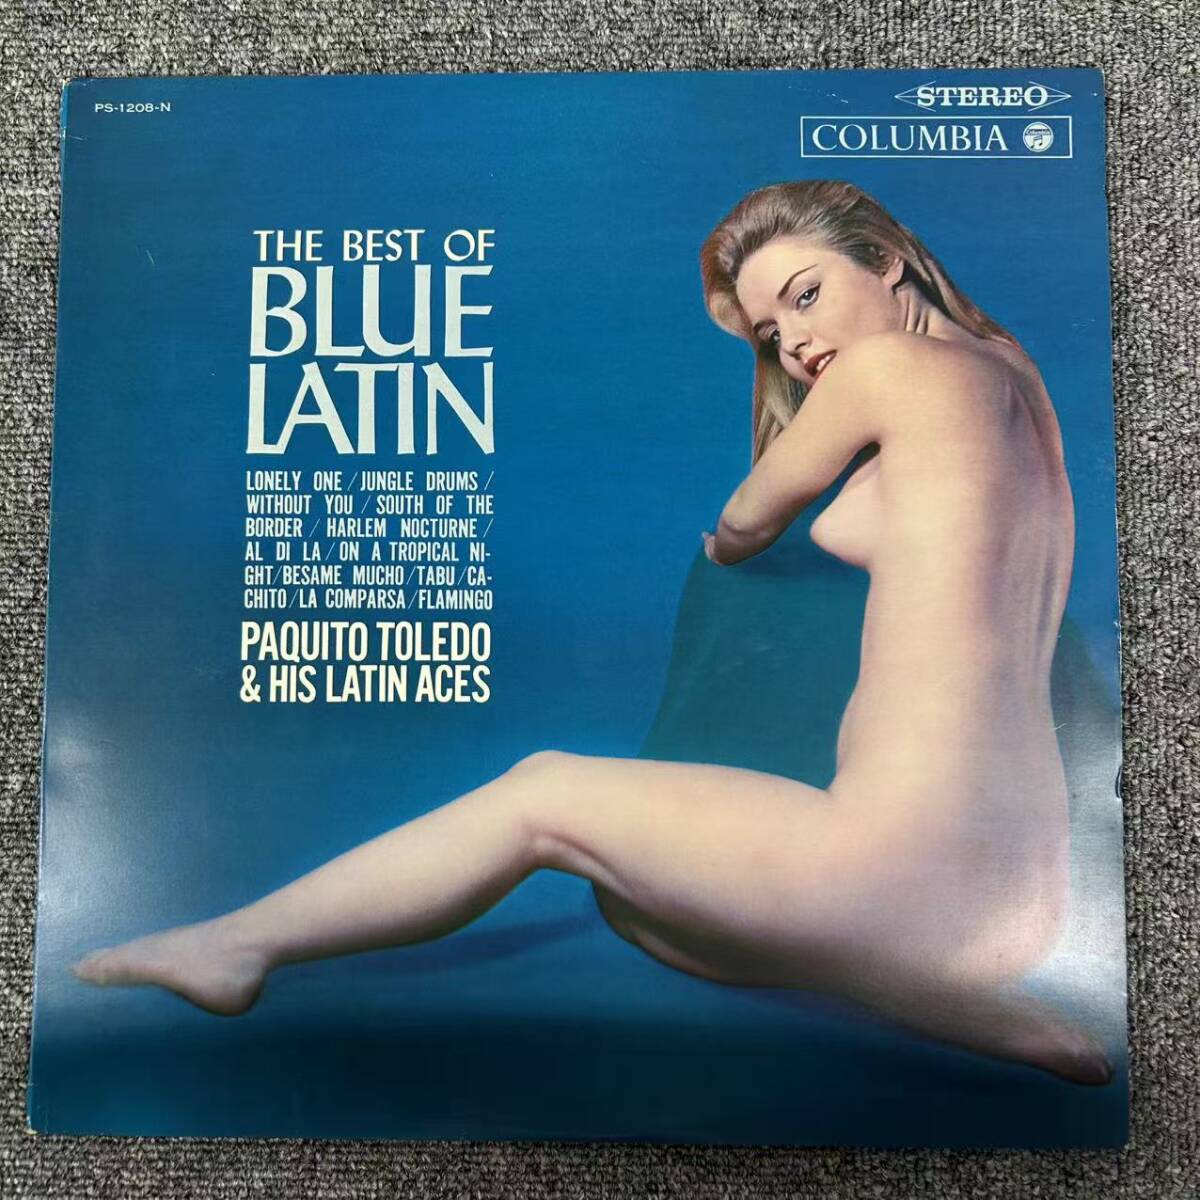 PS-1208-N
STEREO
COLUMBIA
Columbia
THE BEST OF
BLUE
LATIN
LONELY ONE / JUNGLE DRUMS /
WITHOUT YOU / SOUTH OF THE
BORDER / HARLEM NOCTURNE /
AL DI LA / ON A TROPICAL NI-
GHT / BESAME MUCHO / TABU / CA-
CHITO / LA COMPARSA / FLAMINGO
PAQUITO TOLEDO
& HIS LATIN ACES